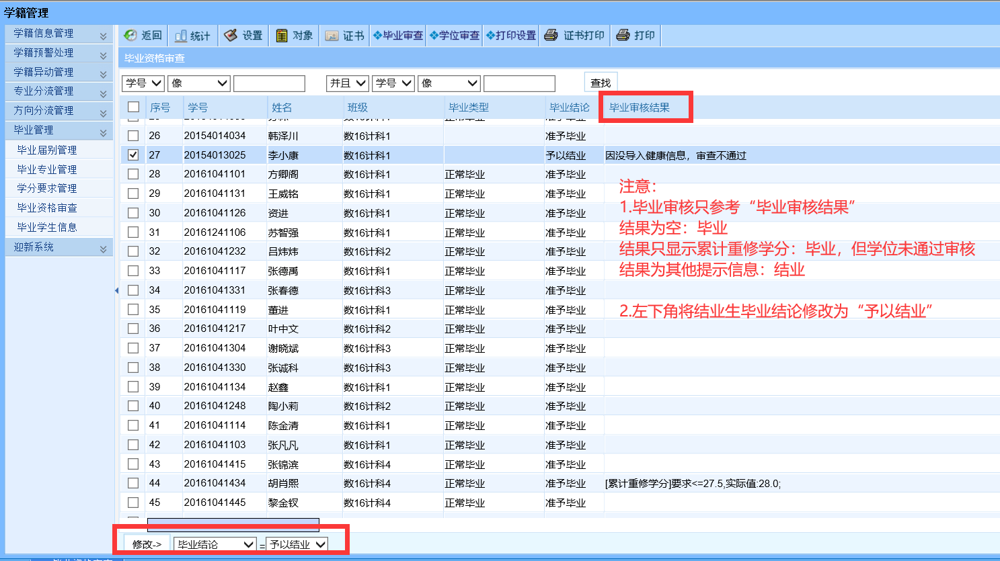 学籍管理
学籍信息管理
学籍预警处理
学籍异动管理
专业分流管理
方向分流管理
毕业管理
毕业届别管理
毕业专业管理
学分要求管理
毕业资格审查
毕业学生信息
迎新系统
返回 统计 设置 对象 证书 毕业审查 学位审查 打印设置 证书打印 打印
毕业资格审查
学号 像 并且 学号 像 查找
序号 学号 姓名 班级 毕业类型 毕业结论 毕业审核结果
26 20154014034 韩泽川 数16计科1 准予毕业
27 20154013025 李小康 数16计科1 予以结业 因没导入健康信息，审查不通过
28 20161041101 方卿阁 数16计科1 正常毕业 准予毕业
29 20161041131 王威铭 数16计科1 正常毕业 准予毕业
30 20161041126 资进 数16计科1 正常毕业 准予毕业
31 20161241106 苏智强 数16计科1 正常毕业 准予毕业
32 20161041232 吕炜炜 数16计科2 正常毕业 准予毕业
33 20161041117 张德禹 数16计科1 正常毕业 准予毕业
34 20161041331 张春德 数16计科3 正常毕业 准予毕业
35 20161041119 董进 数16计科1 正常毕业 准予毕业
36 20161041217 叶中文 数16计科2 正常毕业 准予毕业
37 20161041304 谢晓斌 数16计科3 正常毕业 准予毕业
38 20161041330 张诚科 数16计科3 正常毕业 准予毕业
39 20161041134 赵鑫 数16计科1 正常毕业 准予毕业
40 20161041248 陶小莉 数16计科2 正常毕业 准予毕业
41 20161041114 陈金清 数16计科1 正常毕业 准予毕业
42 20161041103 张凡凡 数16计科1 正常毕业 准予毕业
43 20161041415 张锦滨 数16计科4 正常毕业 准予毕业
44 20161041434 胡肖熙 数16计科4 正常毕业 准予毕业 [累计重修学分]要求<=27.5,实际值:28.0;
45 20161041445 黎金钗 数16计科4 正常毕业 准予毕业
注意：
1.毕业审核只参考“毕业审核结果”
结果为空：毕业
结果只显示累计重修学分：毕业，但学位未通过审核
结果为其他提示信息：结业
2.左下角将结业生毕业结论修改为“予以结业”
修改-> 毕业结论 = 予以结业